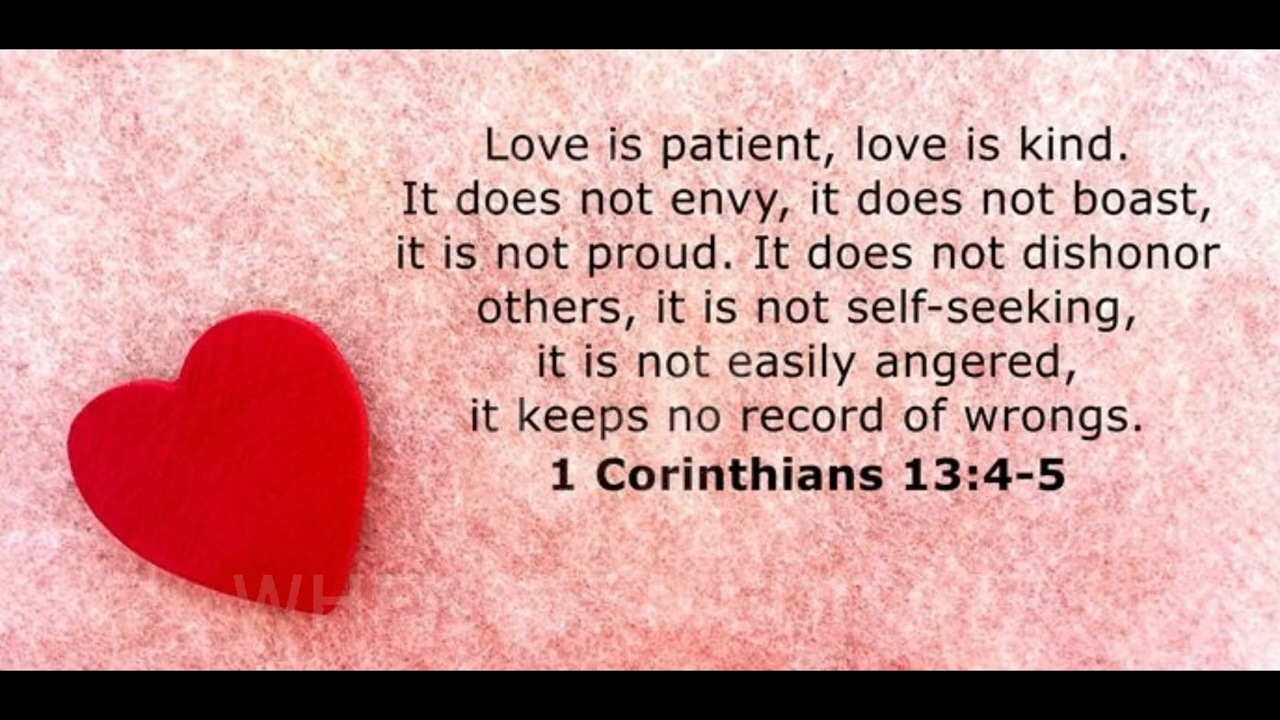 Love is patient, love is kind.
It does not envy, it does not boast,
it is not proud. It does not dishonor
others, it is not self-seeking,
it is not easily angered,
it keeps no record of wrongs.
1 Corinthians 13:4-5